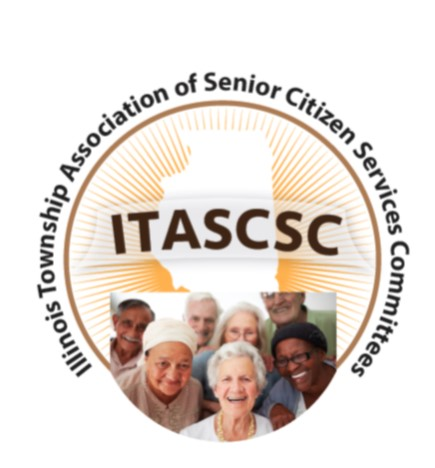 Illinois Township Association of Senior Citizen Services Committees
ITASCSC